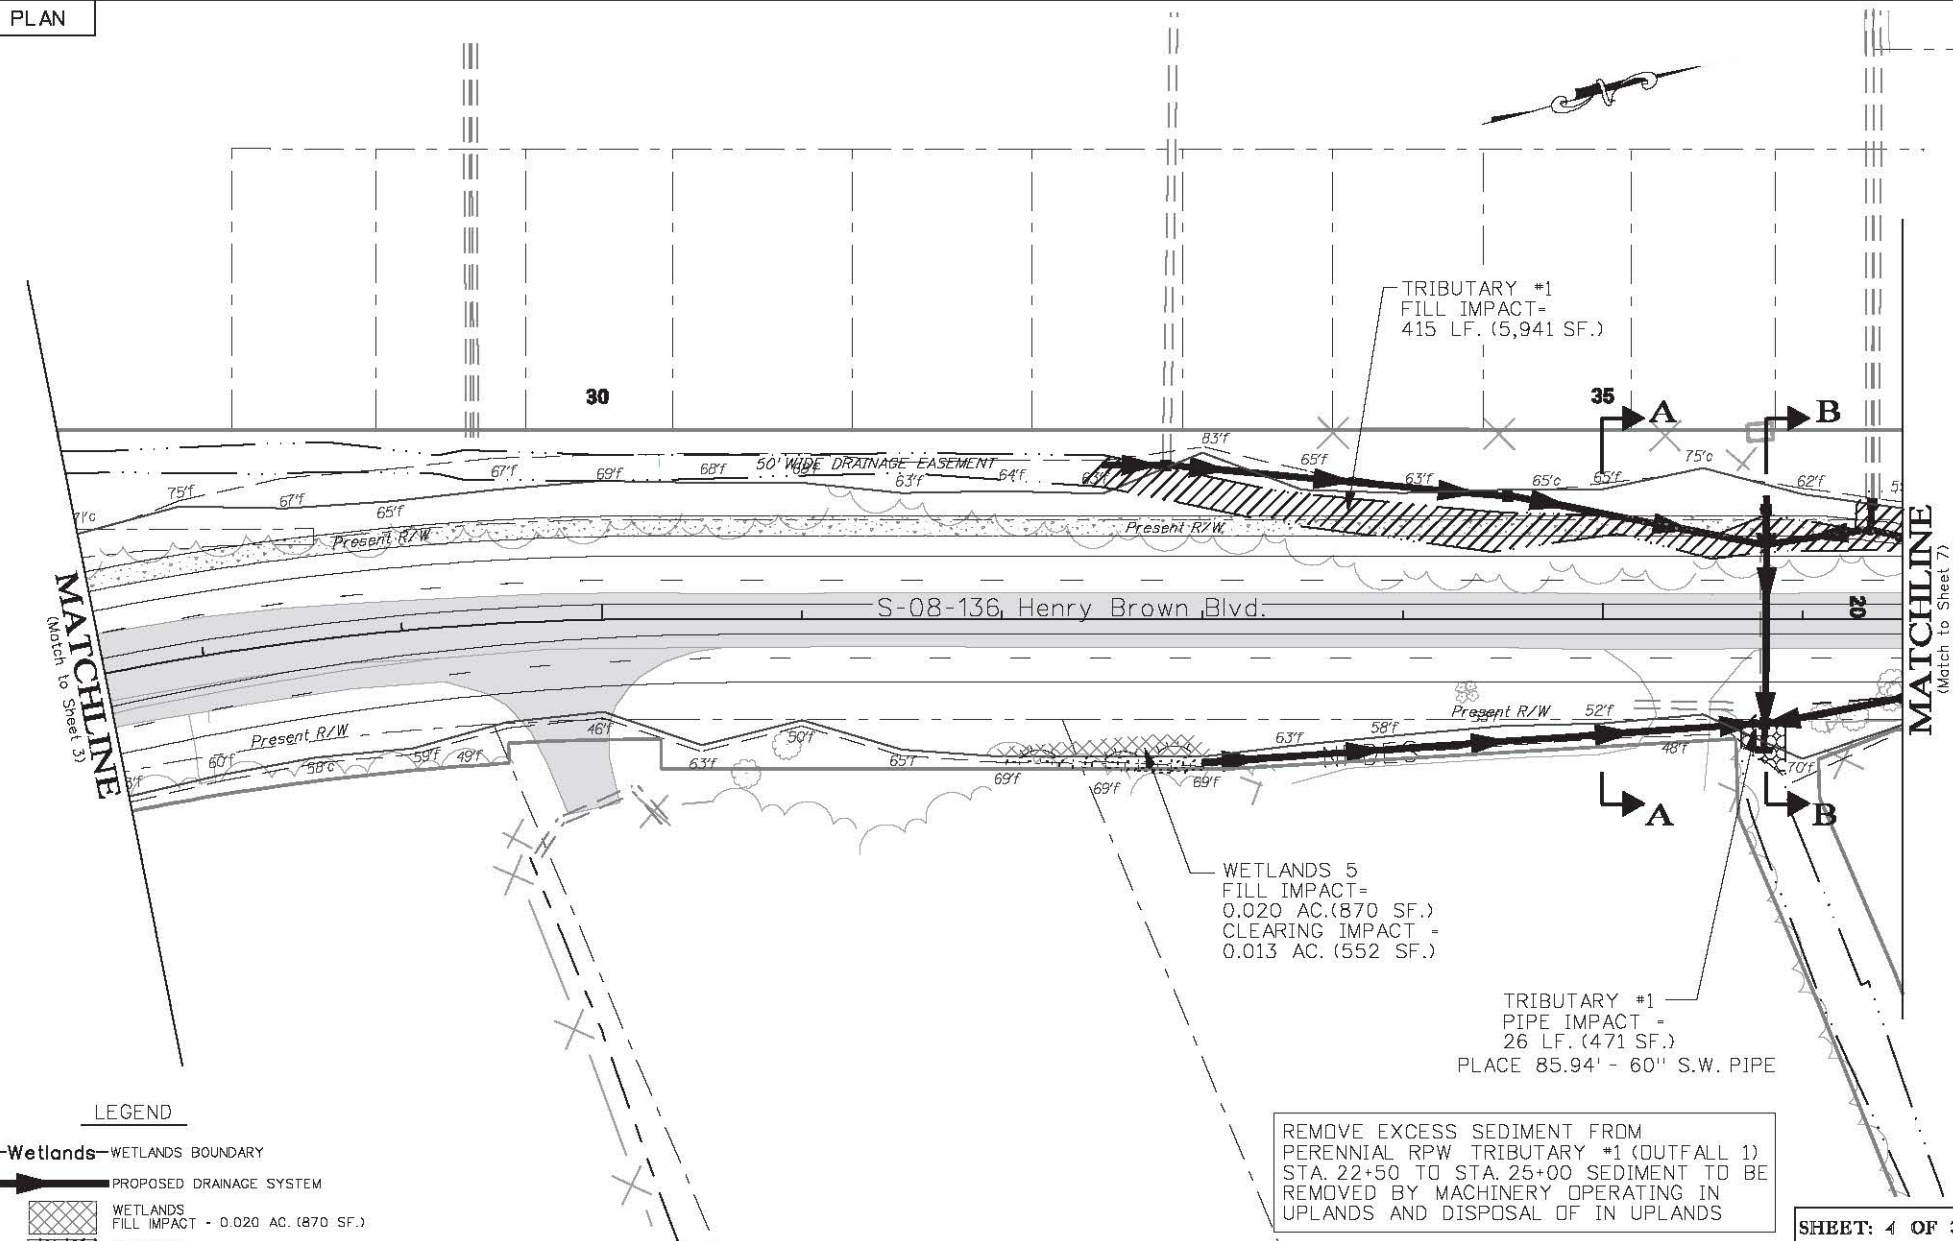 PLAN
N
TRIBUTARY #1
FILL IMPACT=
415 LF. (5,941 SF.)
30
35
A
B
83'f
67'f
69'f
68'f
50' WIDE DRAINAGE EASEMENT
63'f
64'f
65'f
63'f
65'c
65'f
75'c
62'f
75'f
67'f
65'f
71'c
Present R/W
Present R/W
MATCHLINE
(Match to Sheet 3)
S-08-136 Henry Brown Blvd.
20
MATCHLINE
(Match to Sheet 7)
Present R/W
60'f
58'c
59'f
49'f
46'f
63'f
50'f
65'f
69'f
69'f
69'f
63'f
58'f
Present R/W
52'f
48'f
70'f
A
B
WETLANDS 5
FILL IMPACT=
0.020 AC.(870 SF.)
CLEARING IMPACT =
0.013 AC. (552 SF.)
TRIBUTARY #1
PIPE IMPACT -
26 LF. (471 SF.)
PLACE 85.94' - 60" S.W. PIPE
LEGEND
Wetlands WETLANDS BOUNDARY
PROPOSED DRAINAGE SYSTEM
WETLANDS
FILL IMPACT - 0.020 AC. (870 SF.)
REMOVE EXCESS SEDIMENT FROM
PERENNIAL RPW TRIBUTARY #1 (OUTFALL 1)
STA. 22+50 TO STA. 25+00 SEDIMENT TO BE
REMOVED BY MACHINERY OPERATING IN
UPLANDS AND DISPOSAL OF IN UPLANDS
SHEET: 4 OF